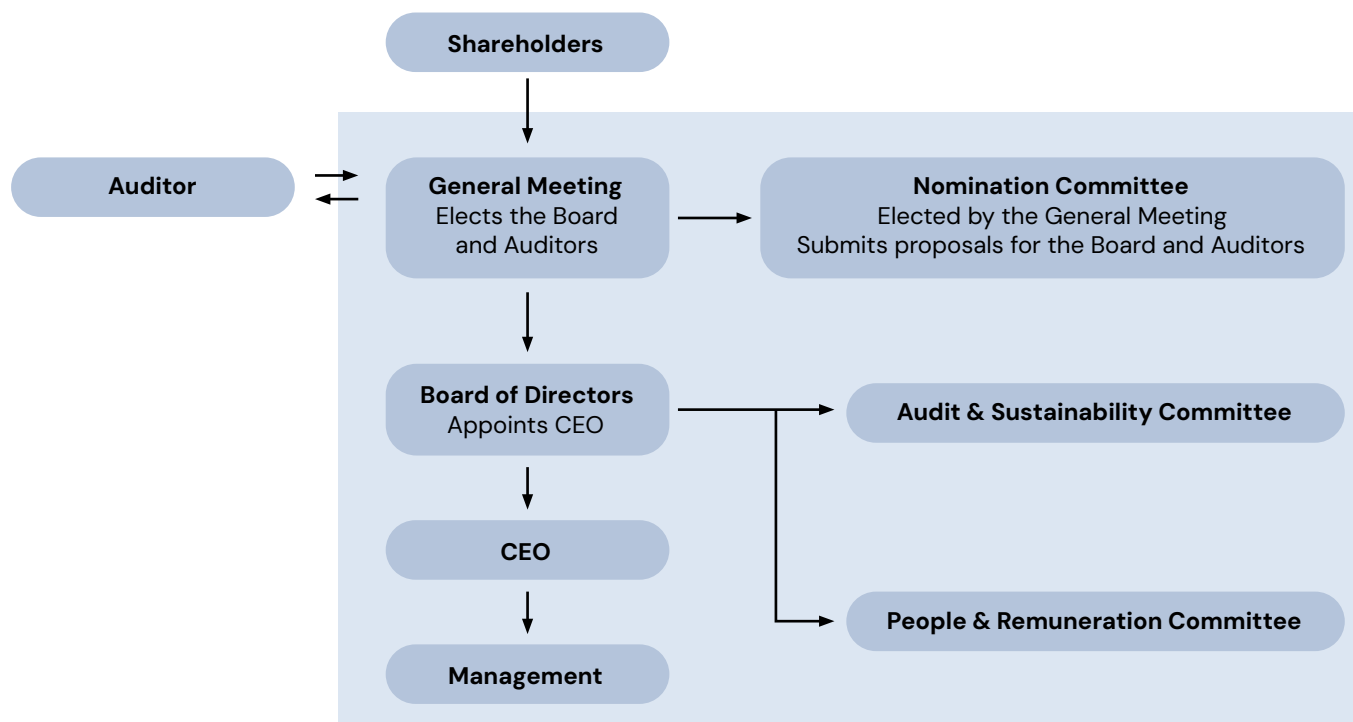 Shareholders
Auditor
General Meeting
Elects the Board
and Auditors
Nomination Committee
Elected by the General Meeting
Submits proposals for the Board and Auditors
Board of Directors
Appoints CEO
Audit & Sustainability Committee
CEO
People & Remuneration Committee
Management